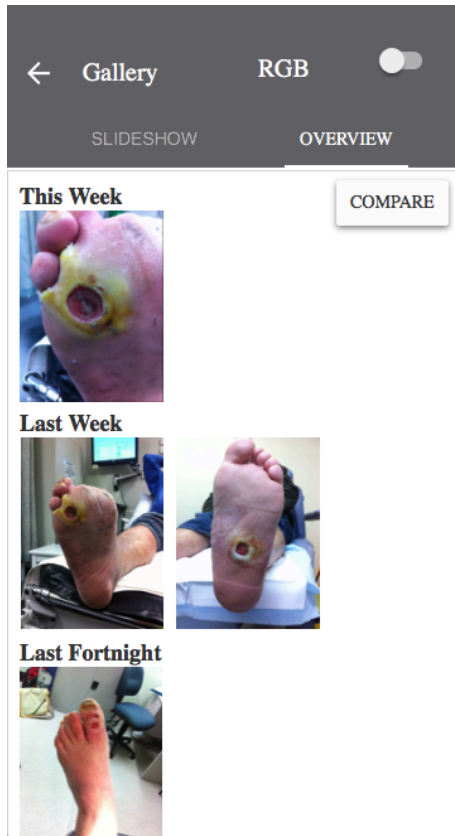 Gallery RGB
SLIDESHOW OVERVIEW
This Week COMPARE
Last Week
Last Fortnight